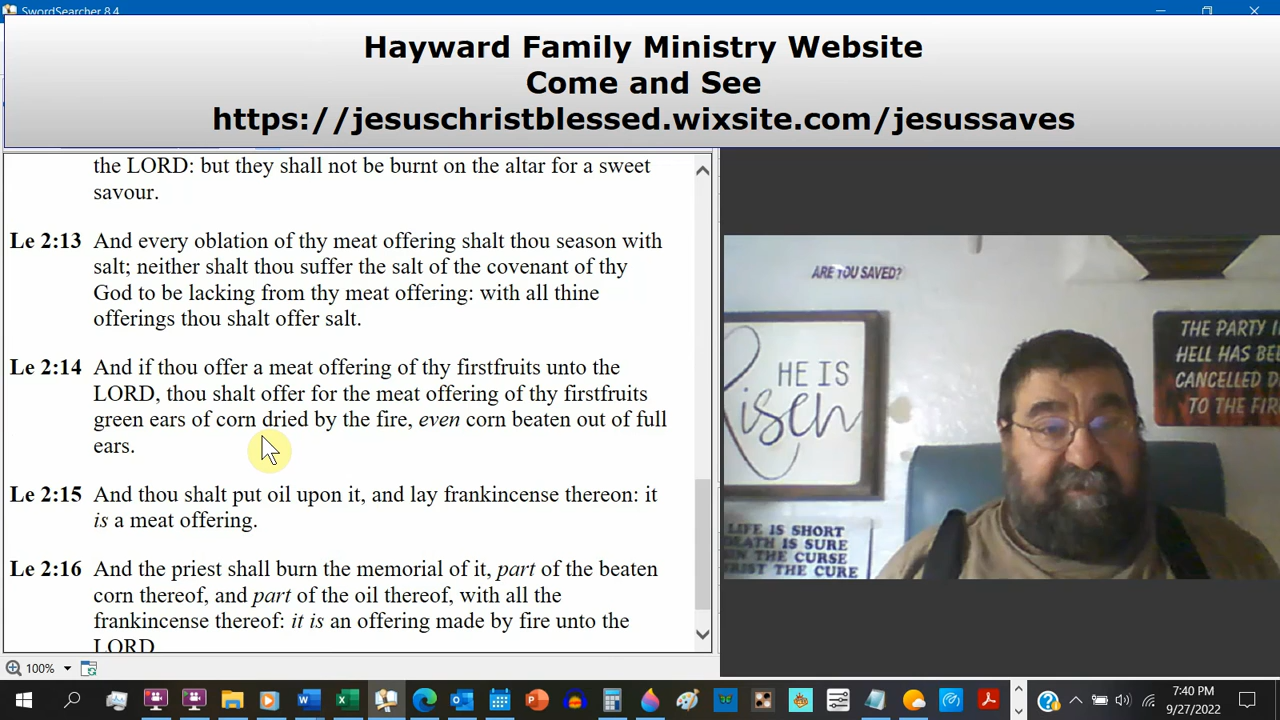 SwordSearcher 8.4
Hayward Family Ministry Website
Come and See
https://jesuschristblessed.wixsite.com/jesussaves
the LORD: but they shall not be burnt on the altar for a sweet
savour.
Le 2:13 And every oblation of thy meat offering shalt thou season with
salt; neither shalt thou suffer the salt of the covenant of thy
God to be lacking from thy meat offering: with all thine
offerings thou shalt offer salt.
Le 2:14 And if thou offer a meat offering of thy firstfruits unto the
LORD, thou shalt offer for the meat offering of thy firstfruits
green ears of corn dried by the fire, even corn beaten out of full
ears.
Le 2:15 And thou shalt put oil upon it, and lay frankincense thereon: it
is a meat offering.
Le 2:16 And the priest shall burn the memorial of it, part of the beaten
corn thereof, and part of the oil thereof, with all the
frankincense thereof: it is an offering made by fire unto the
LORD
100%
ARE YOU SAVED?
HE IS
Risen
THE PARTY I
HELL HAS BEE
CANCELLED D
TO THE FIR
LIFE IS SHORT
DEATH IS SURE
SIN THE CURSE
CHRIST THE CURE
7:40 PM
9/27/2022